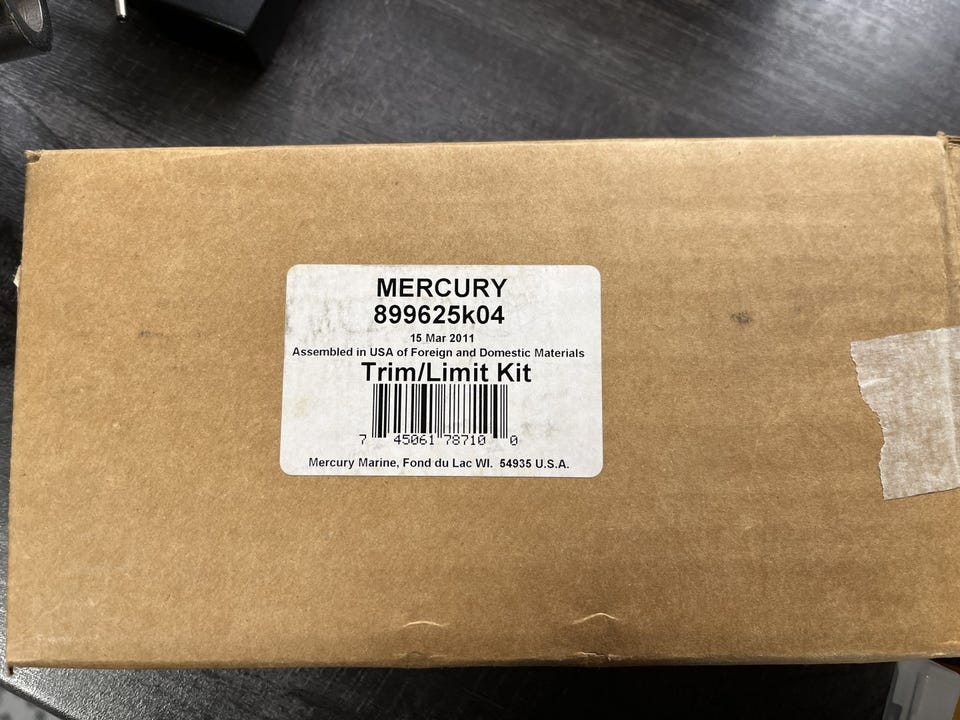 MERCURY
899625k04
15 Mar 2011
Assembled in USA of Foreign and Domestic Materials
Trim/Limit Kit
7 45061 78710 0
Mercury Marine, Fond du Lac WI. 54935 U.S.A.